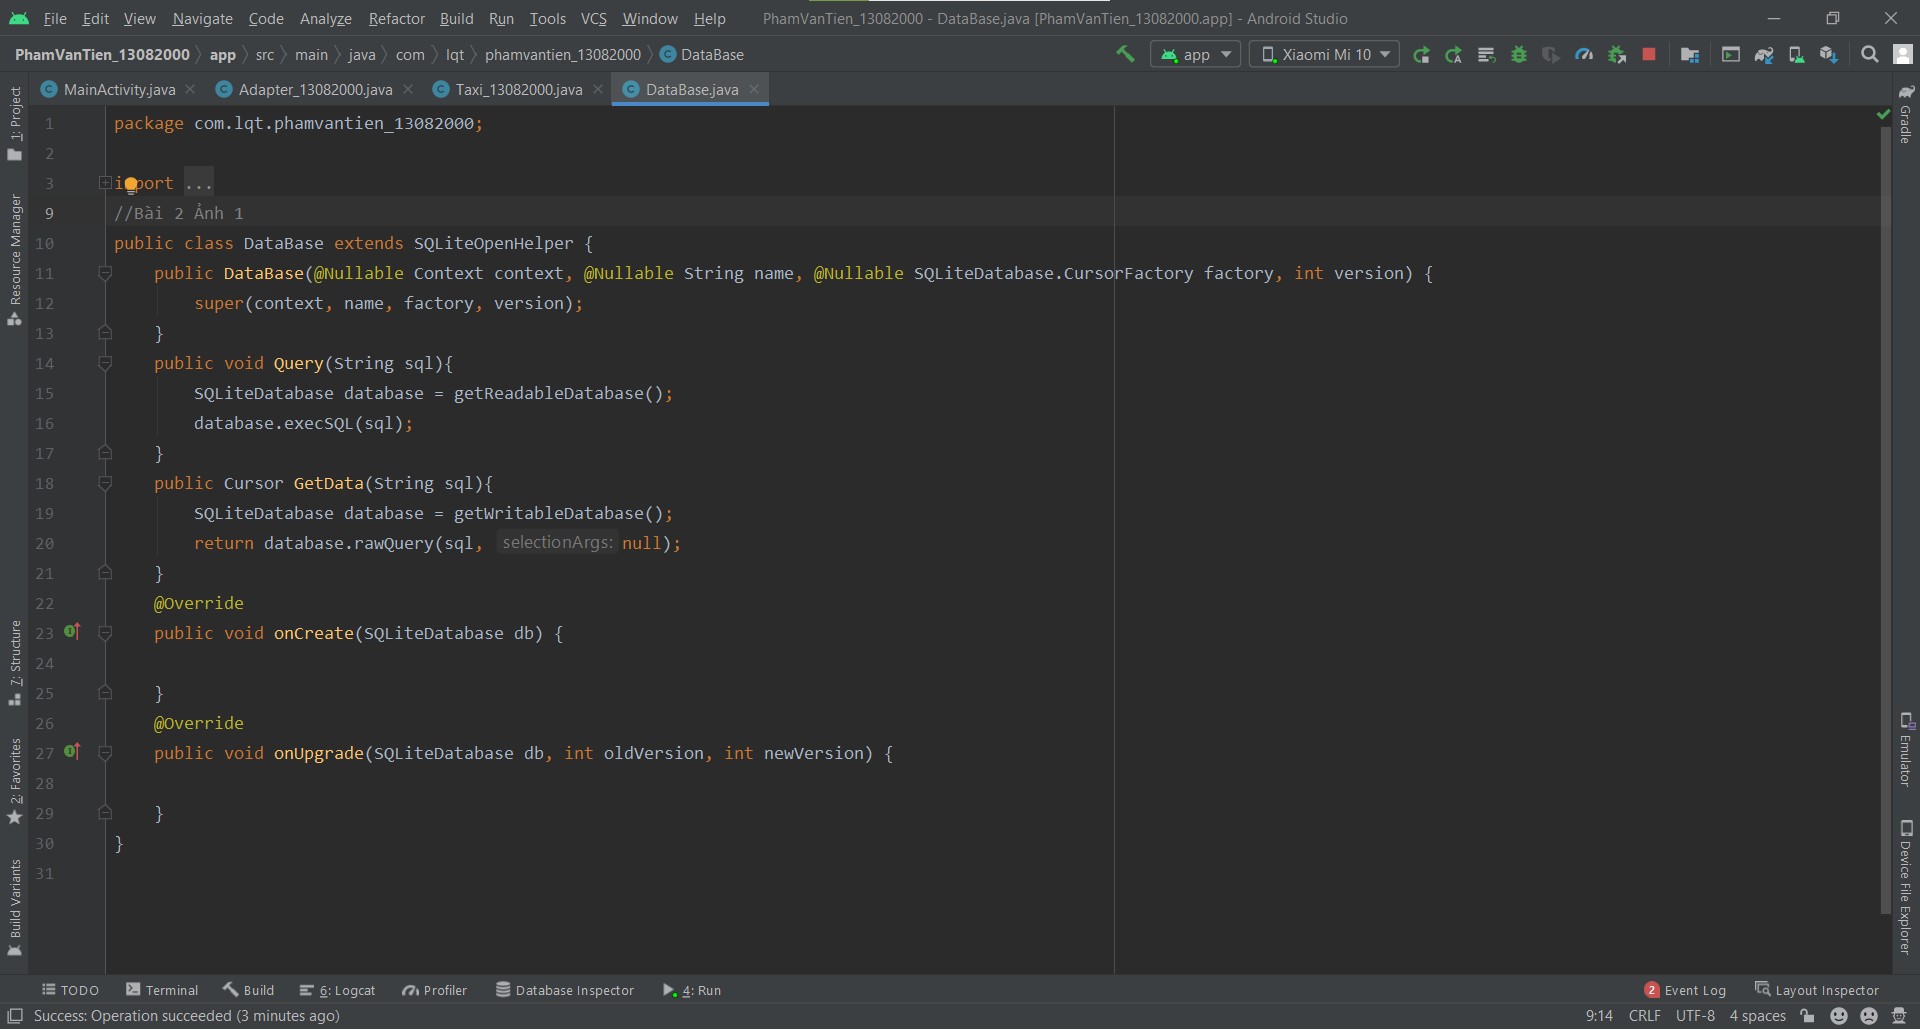 File Edit View Navigate Code Analyze Refactor Build Run Tools VCS Window Help PhamVanTien_13082000 - DataBase.java [PhamVanTien_13082000.app] - Android Studio
PhamVanTien_13082000 app src main java com lqt phamvantien_13082000 DataBase app Xiaomi Mi 10
MainActivity.java Adapter_13082000.java Taxi_13082000.java DataBase.java
1 package com.lqt.phamvantien_13082000;
2
3 import ...
9 //Bài 2 Ảnh 1
10 public class DataBase extends SQLiteOpenHelper {
11 public DataBase(@Nullable Context context, @Nullable String name, @Nullable SQLiteDatabase.CursorFactory factory, int version) {
12 super(context, name, factory, version);
13 }
14 public void Query(String sql){
15 SQLiteDatabase database = getReadableDatabase();
16 database.execSQL(sql);
17 }
18 public Cursor GetData(String sql){
19 SQLiteDatabase database = getWritableDatabase();
20 return database.rawQuery(sql, selectionArgs: null);
21 }
22 @Override
23 public void onCreate(SQLiteDatabase db) {
24
25 }
26 @Override
27 public void onUpgrade(SQLiteDatabase db, int oldVersion, int newVersion) {
28
29 }
30 }
31
1: Project
Resource Manager
7: Structure
2: Favorites
Build Variants
Gradle
Emulator
Device File Explorer
TODO Terminal Build 6: Logcat Profiler Database Inspector 4: Run 2 Event Log Layout Inspector
Success: Operation succeeded (3 minutes ago) 9:14 CRLF UTF-8 4 spaces